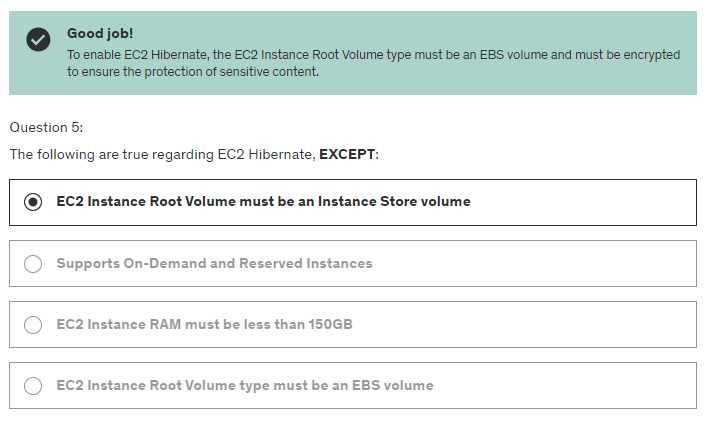 Good job!
To enable EC2 Hibernate, the EC2 Instance Root Volume type must be an EBS volume and must be encrypted
to ensure the protection of sensitive content.
Question 5:
The following are true regarding EC2 Hibernate, EXCEPT:
EC2 Instance Root Volume must be an Instance Store volume
Supports On-Demand and Reserved Instances
EC2 Instance RAM must be less than 150GB
EC2 Instance Root Volume type must be an EBS volume